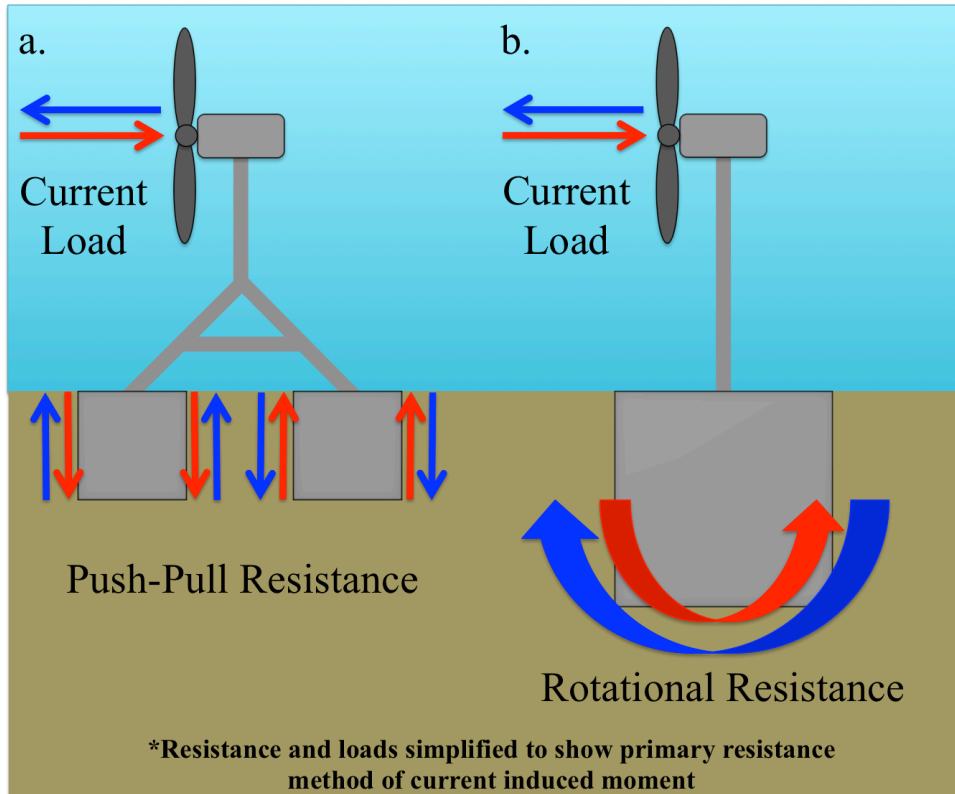 a.
Current
Load
Push-Pull Resistance
b.
Current
Load
Rotational Resistance
*Resistance and loads simplified to show primary resistance
method of current induced moment